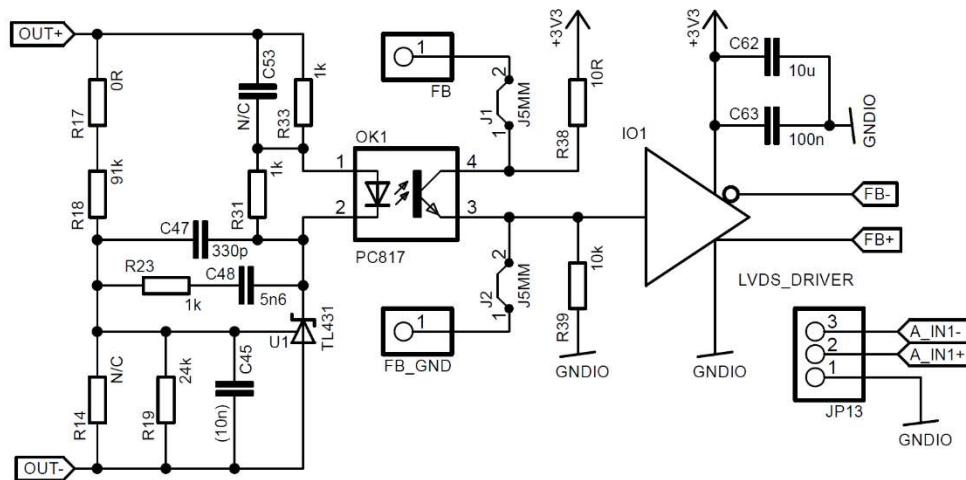 OUT+
0R
R17
91k
R18
C53
N/C
1k
R33
1k
R31
C47
330p
R23
1k
C48
5n6
U1
TL431
N/C
R14
24k
R19
C45
(10n)
OUT-
OK1
1
2
4
3
PC817
1
FB
2
J1
1
J5MM
+3V3
10R
R38
2
J2
1
J5MM
1
FB_GND
10k
R39
GNDIO
IO1
+3V3
C62
10u
C63
100n
GNDIO
FB-
FB+
LVDS_DRIVER
GNDIO
3
2
1
A_IN1-
A_IN1+
JP13
GNDIO